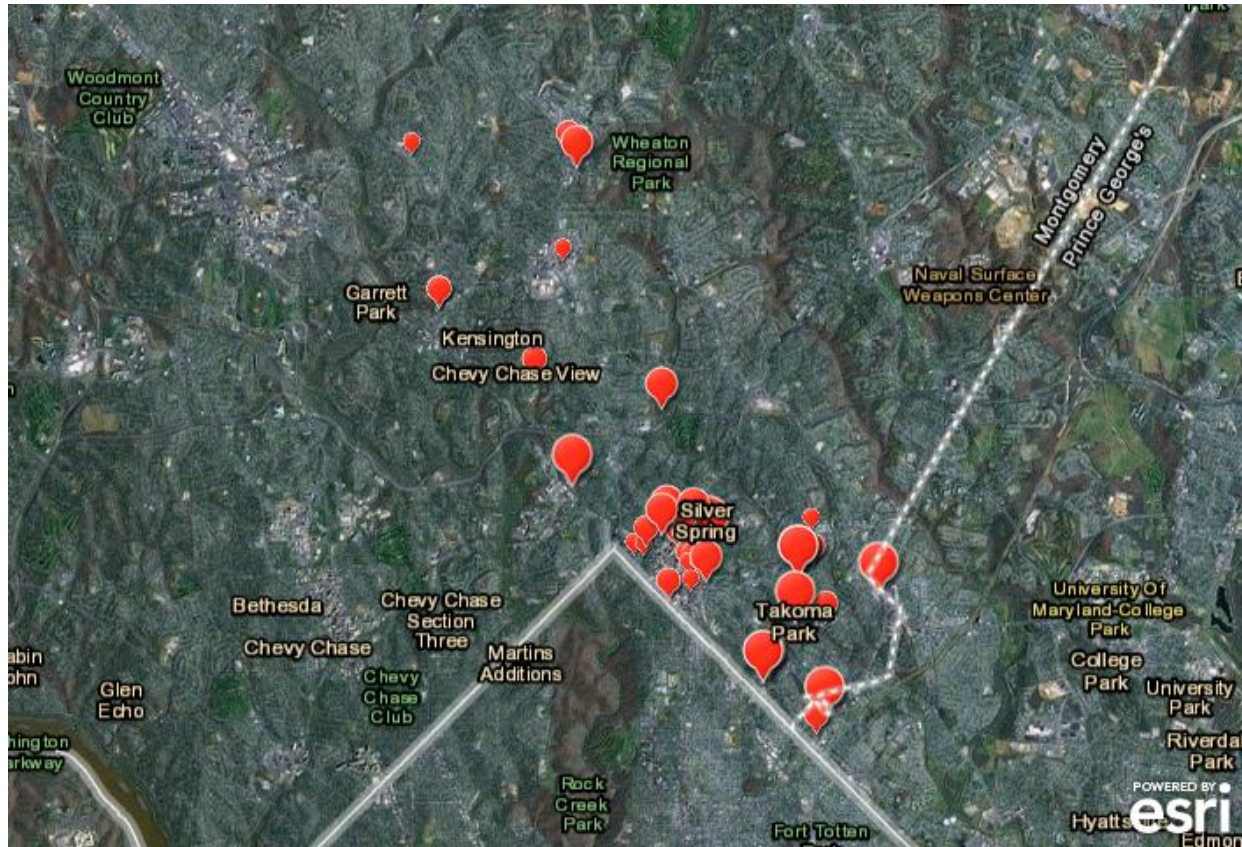 Park
Woodmont
Country
Club
Wheaton
Regional
Park
Montgomery
Prince George's
Naval Surface
Weapons Center
Garrett
Park
Kensington
Chevy Chase View
Silver
Spring
Bethesda
Chevy Chase
Section
Three
Chevy Chase
Martins
Additions
Takoma
Park
University Of
Maryland-College
Park
Chevy
Chase
Club
Glen
Echo
College
Park
University
Park
Park
Rock
Creek
Park
Fort Totten
POWERED BY
esri